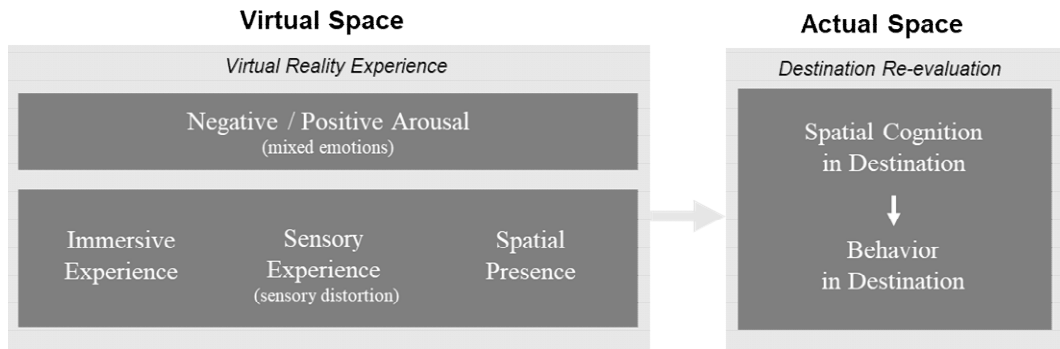 Virtual Space
Virtual Reality Experience
Negative / Positive Arousal
(mixed emotions)
Immersive
Experience
Sensory
Experience
(sensory distortion)
Spatial
Presence
Actual Space
Destination Re-evaluation
Spatial Cognition
in Destination
Behavior
in Destination